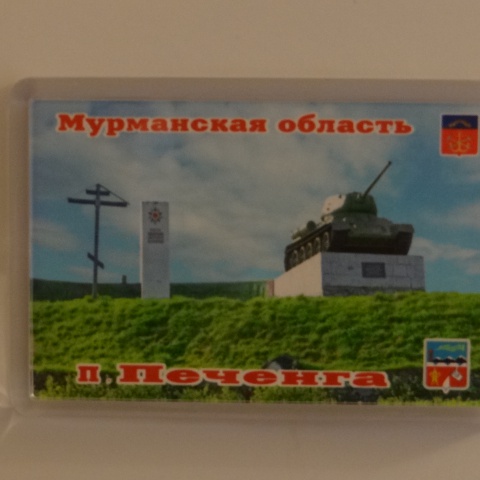 Мурманская область
П Печенга